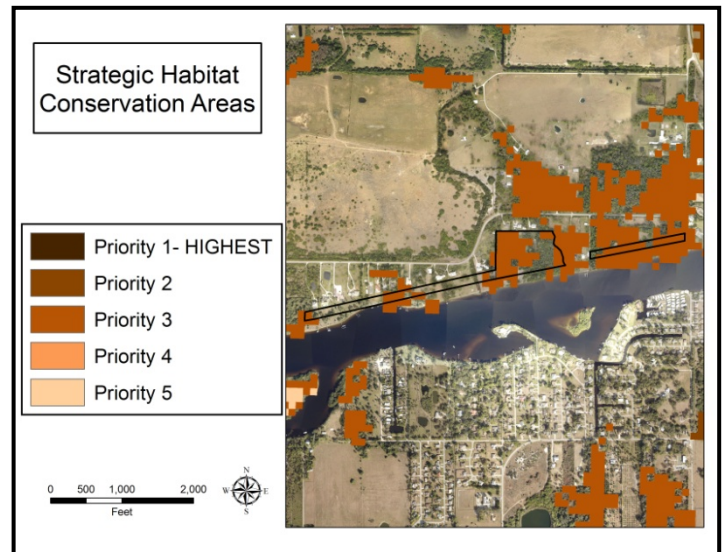 Strategic Habitat
Conservation Areas
Priority 1- HIGHEST
Priority 2
Priority 3
Priority 4
Priority 5
0 500 1,000 2,000
Feet
N
W E
S